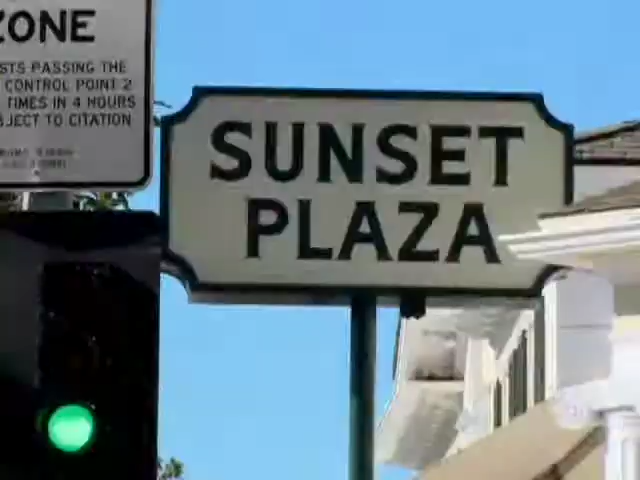 ZONE
STS PASSING THE
CONTROL POINT 2
TIMES IN 4 HOURS
BJECT TO CITATION
SUNSET
PLAZA